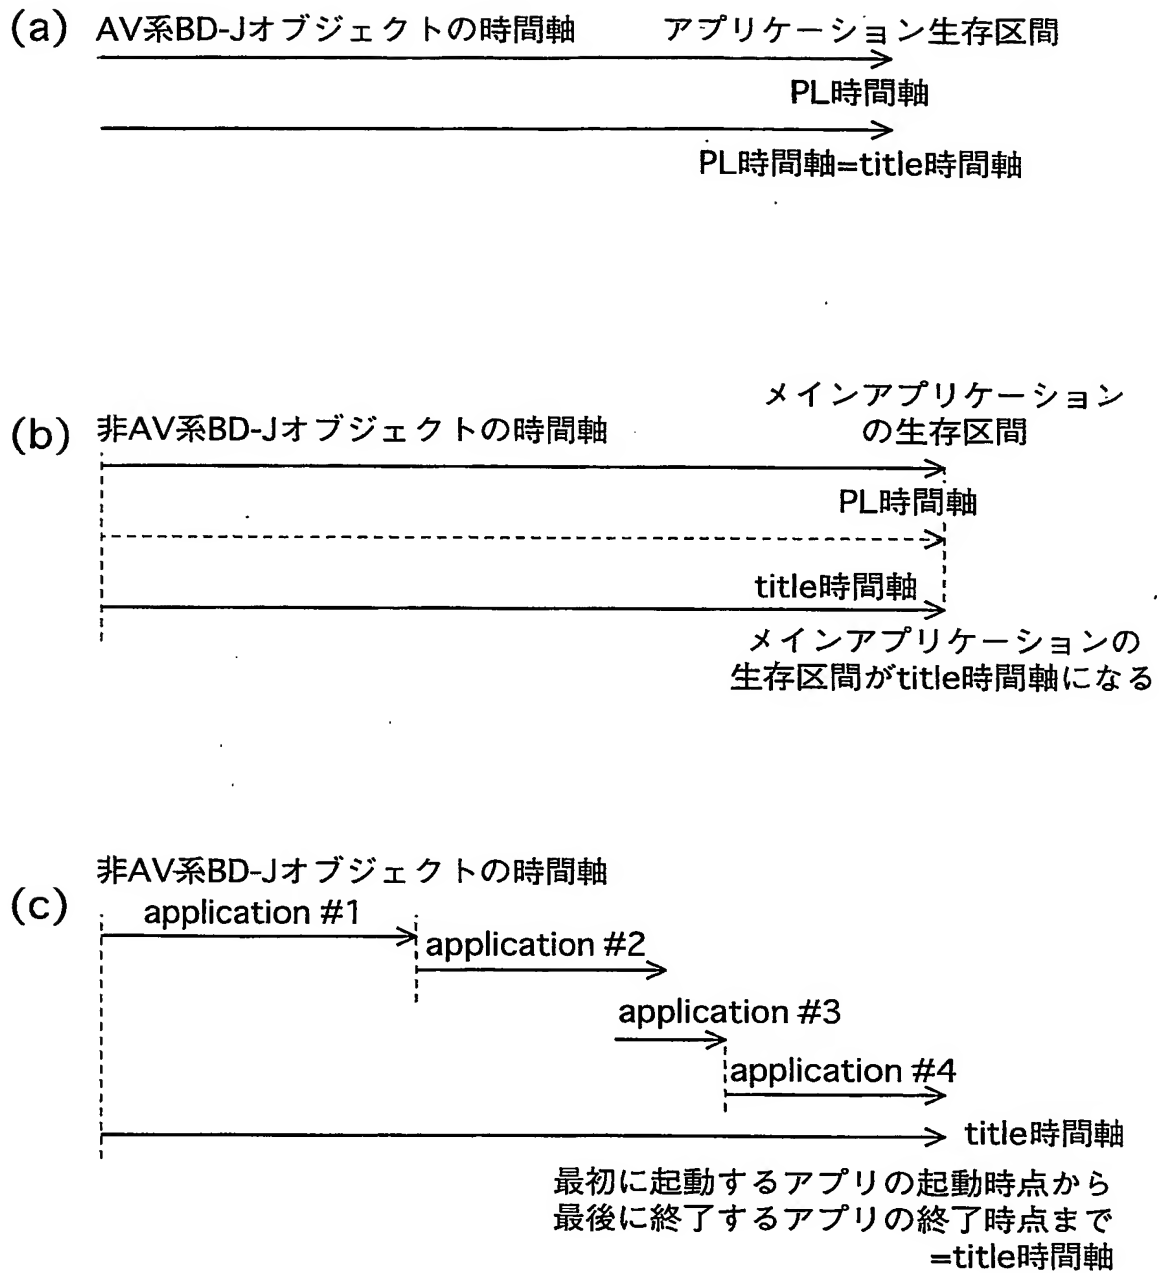 (a) AV系BD-Jオブジェクトの時間軸 アプリケーション生存区間
PL時間軸
PL時間軸=title時間軸
メインアプリケーション
(b) 非AV系BD-Jオブジェクトの時間軸 の生存区間
PL時間軸
title時間軸
メインアプリケーションの
生存区間がtitle時間軸になる
非AV系BD-Jオブジェクトの時間軸
(c) application #1
application #2
application #3
application #4
title時間軸
最初に起動するアプリの起動時点から
最後に終了するアプリの終了時点まで
=title時間軸